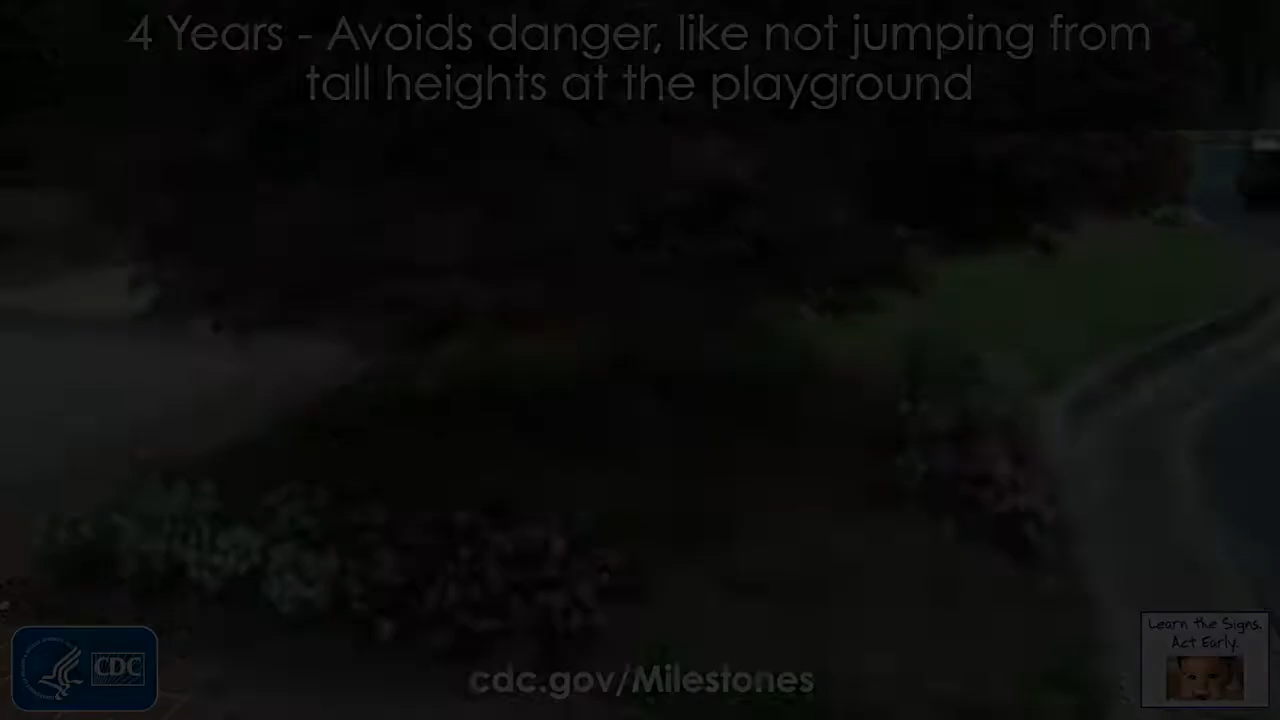 4 Years - Avoids danger, like not jumping from
tall heights at the playground
CDC
cdc.gov/Milestones
Learn the Signs.
Act Early.